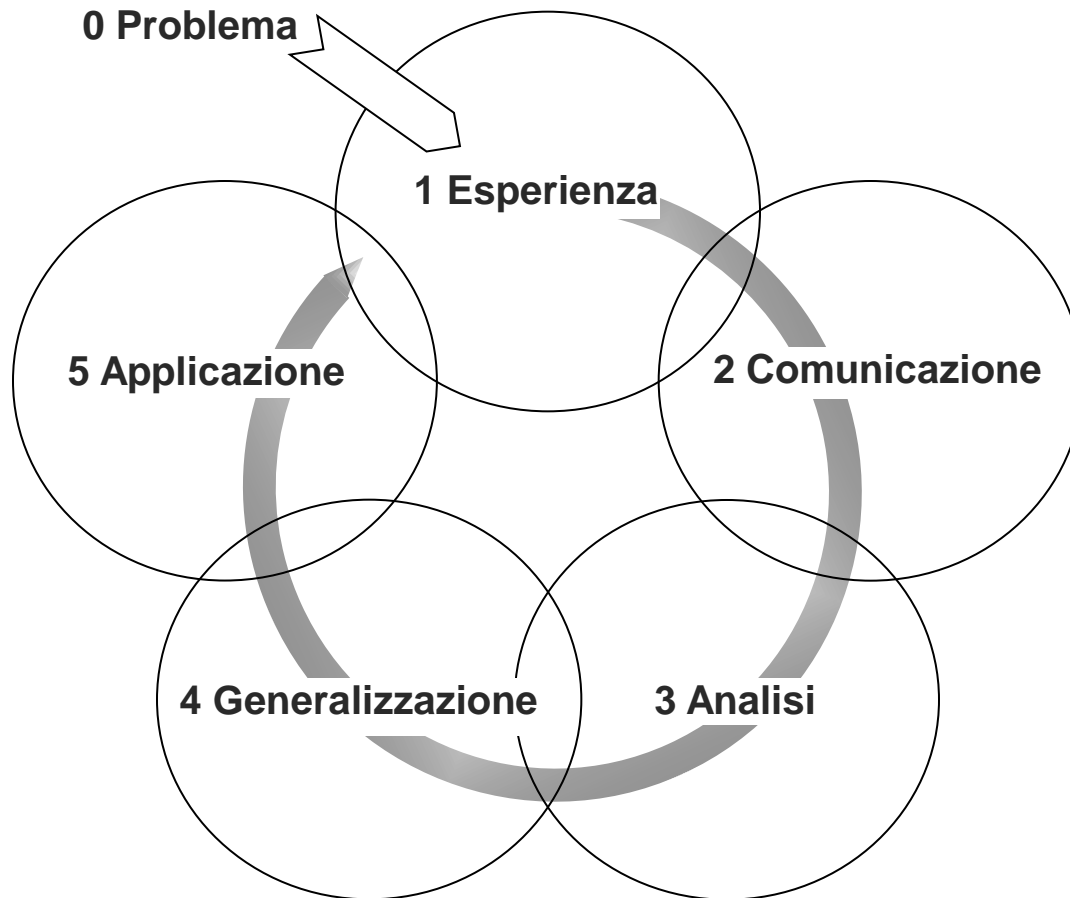 0 Problema
1 Esperienza
2 Comunicazione
3 Analisi
4 Generalizzazione
5 Applicazione